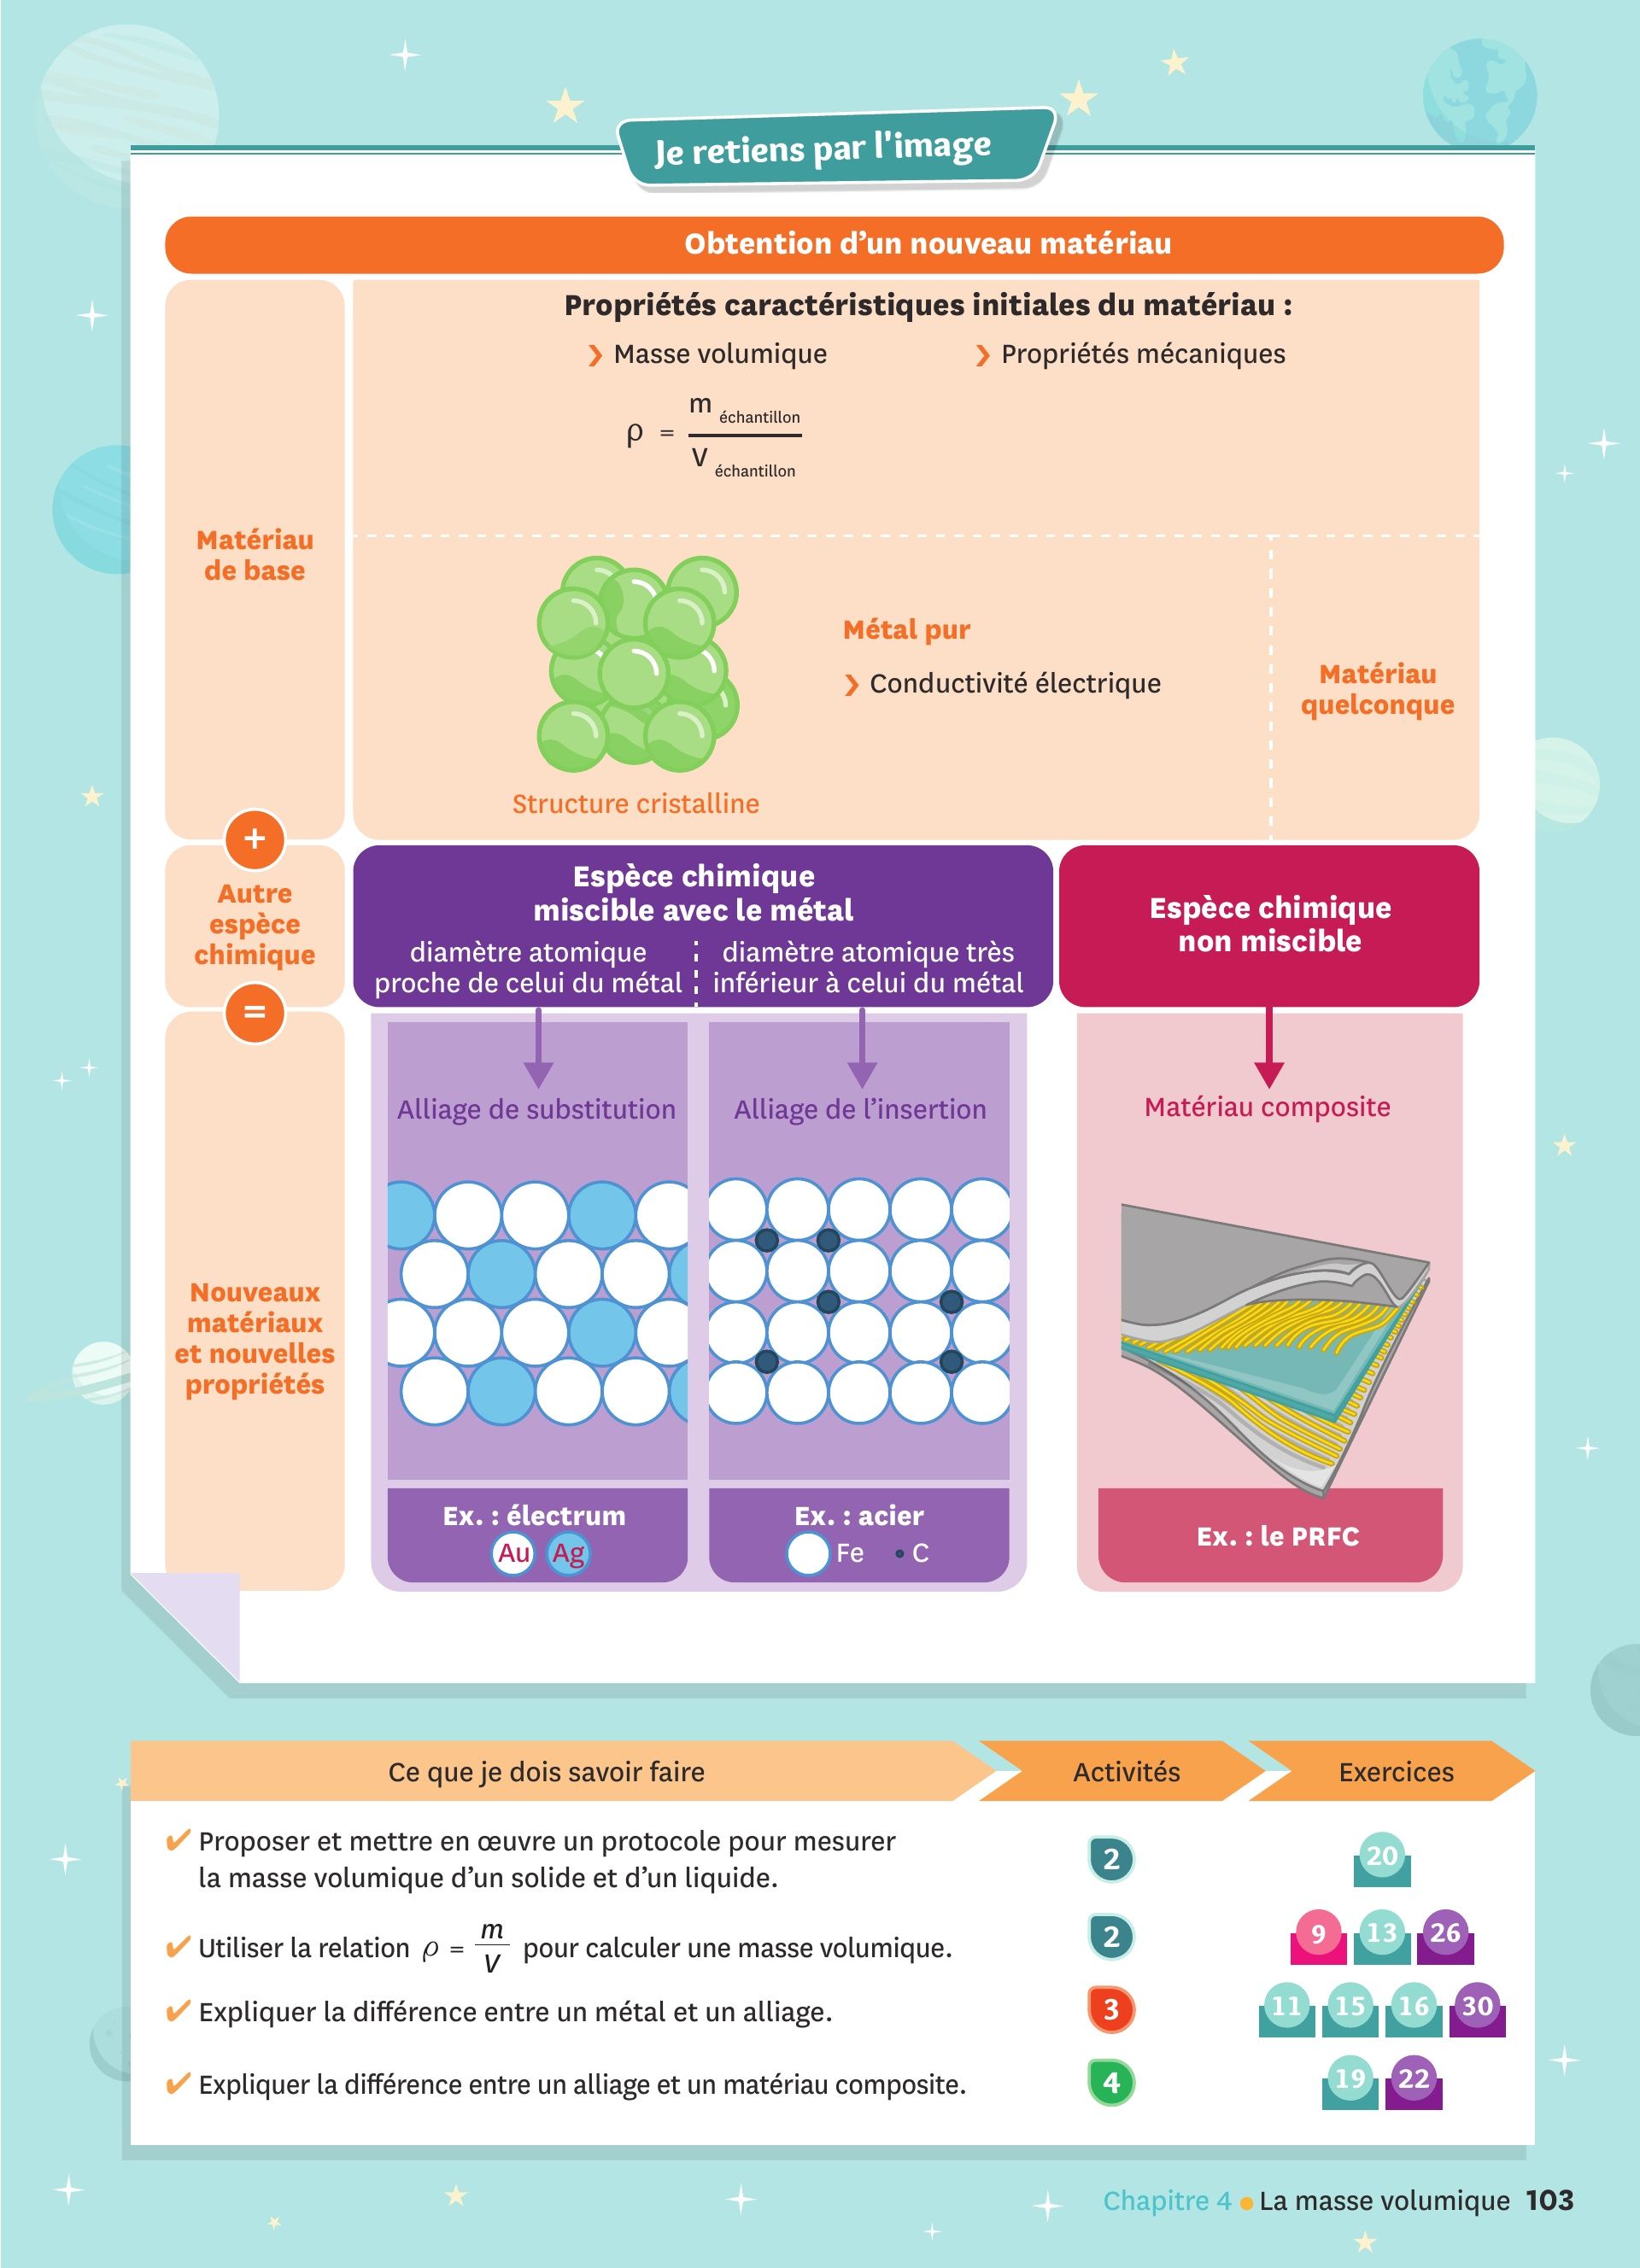 Je retiens par l'image
Obtention d’un nouveau matériau
Propriétés caractéristiques initiales du matériau :
❯ Masse volumique
❯ Propriétés mécaniques
ρ = m échantillon / V échantillon
Matériau
de base
Métal pur
❯ Conductivité électrique
Matériau
quelconque
Structure cristalline
+
Autre
espèce
chimique
=
Espèce chimique
miscible avec le métal
diamètre atomique
proche de celui du métal
diamètre atomique très
inférieur à celui du métal
Espèce chimique
non miscible
Nouveaux
matériaux
et nouvelles
propriétés
Alliage de substitution
Alliage de l’insertion
Matériau composite
Ex. : électrum
Au Ag
Ex. : acier
Fe C
Ex. : le PRFC
Ce que je dois savoir faire
Activités
Exercices
✔ Proposer et mettre en œuvre un protocole pour mesurer
la masse volumique d’un solide et d’un liquide.
2
20
✔ Utiliser la relation ρ = m / V pour calculer une masse volumique.
2
9 13 26
✔ Expliquer la différence entre un métal et un alliage.
3
11 15 16 30
✔ Expliquer la différence entre un alliage et un matériau composite.
4
19 22
Chapitre 4 • La masse volumique 103